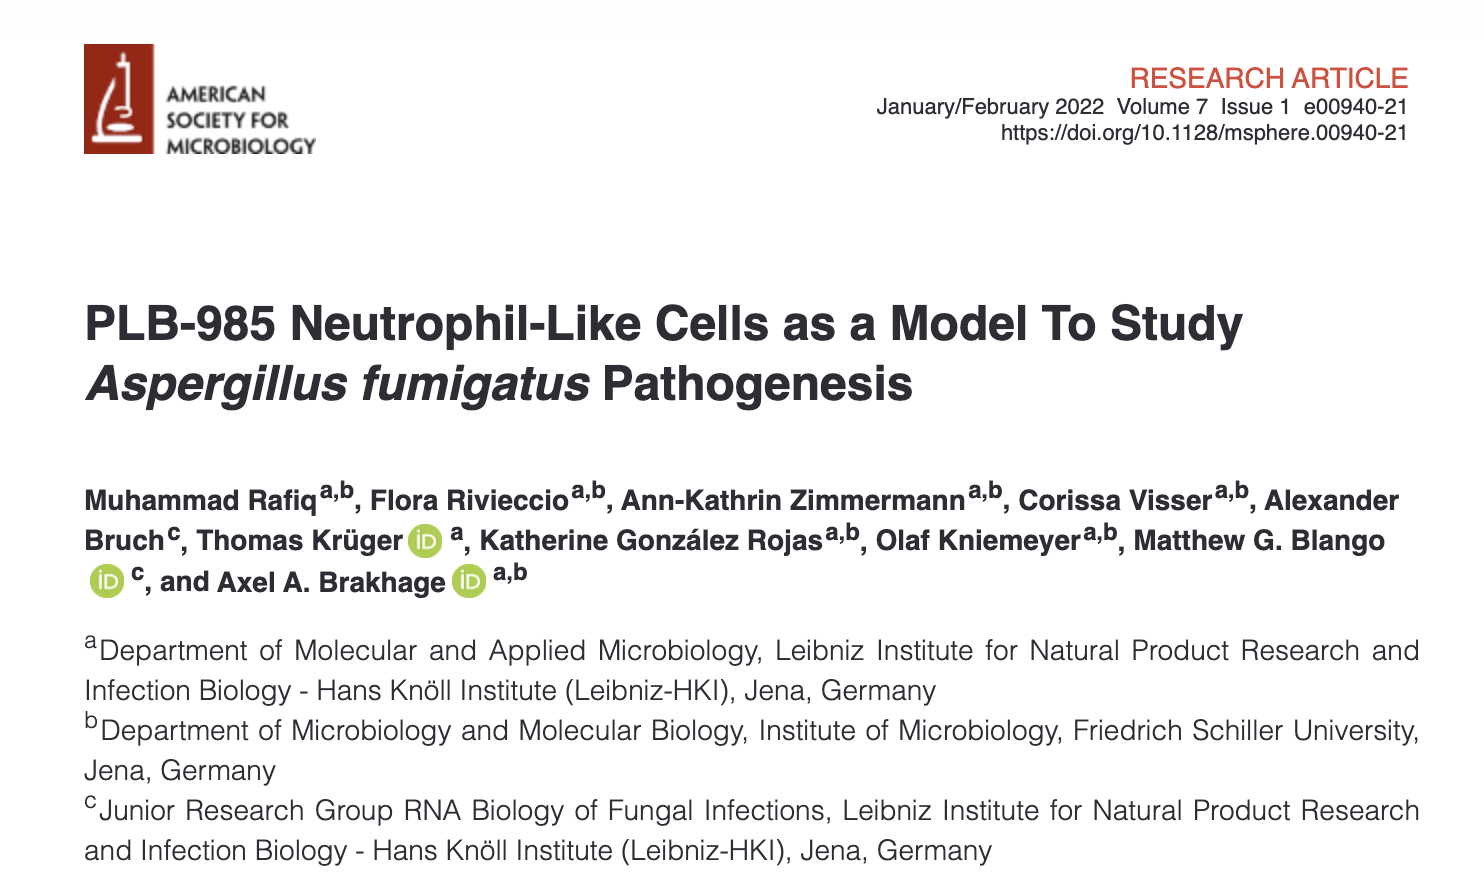 AMERICAN
SOCIETY FOR
MICROBIOLOGY
RESEARCH ARTICLE
January/February 2022 Volume 7 Issue 1 e00940-21
https://doi.org/10.1128/msphere.00940-21
PLB-985 Neutrophil-Like Cells as a Model To Study
Aspergillus fumigatus Pathogenesis
Muhammad Rafiq a,b, Flora Rivieccio a,b, Ann-Kathrin Zimmermann a,b, Corissa Visser a,b, Alexander
Bruch c, Thomas Krüger iD a, Katherine González Rojas a,b, Olaf Kniemeyer a,b, Matthew G. Blango
iD c, and Axel A. Brakhage iD a,b
a Department of Molecular and Applied Microbiology, Leibniz Institute for Natural Product Research and
Infection Biology - Hans Knöll Institute (Leibniz-HKI), Jena, Germany
b Department of Microbiology and Molecular Biology, Institute of Microbiology, Friedrich Schiller University,
Jena, Germany
c Junior Research Group RNA Biology of Fungal Infections, Leibniz Institute for Natural Product Research
and Infection Biology - Hans Knöll Institute (Leibniz-HKI), Jena, Germany